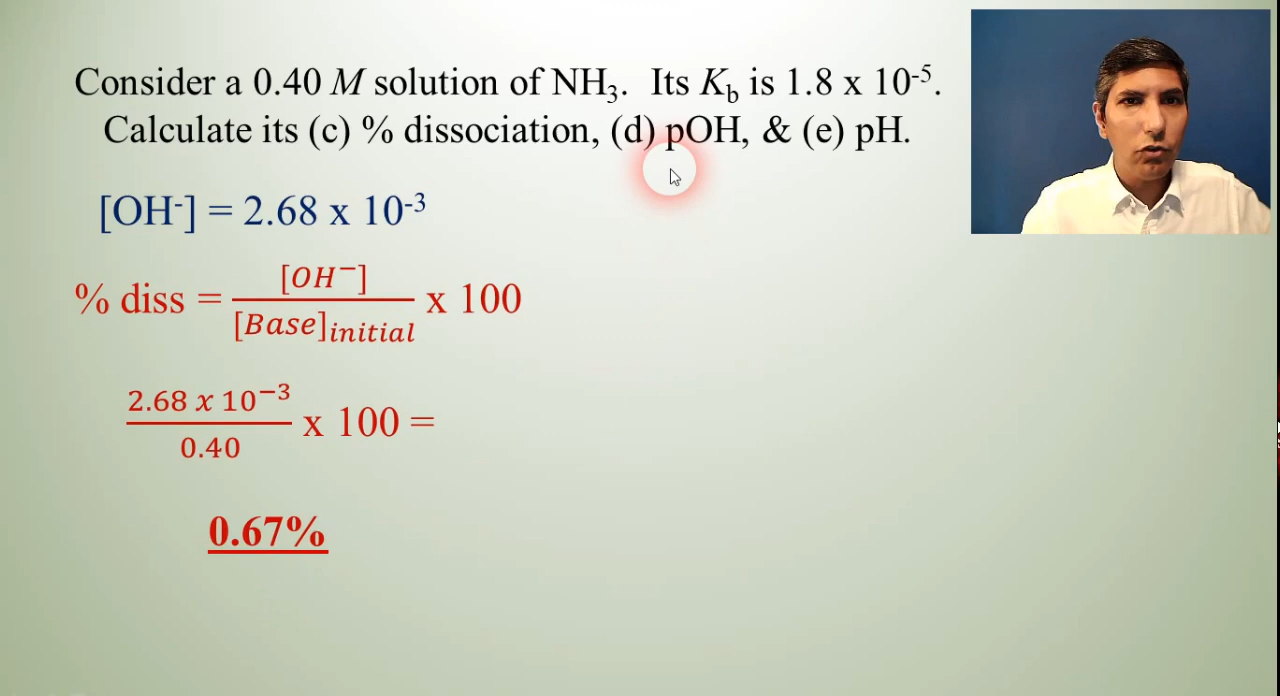 Consider a 0.40 M solution of NH₃. Its K_b is 1.8 x 10⁻⁵.
Calculate its (c) % dissociation, (d) pOH, & (e) pH.
[OH⁻] = 2.68 x 10⁻³
% diss = [OH⁻] / [Base]initial x 100
2.68 x 10⁻³ / 0.40 x 100 =
0.67%